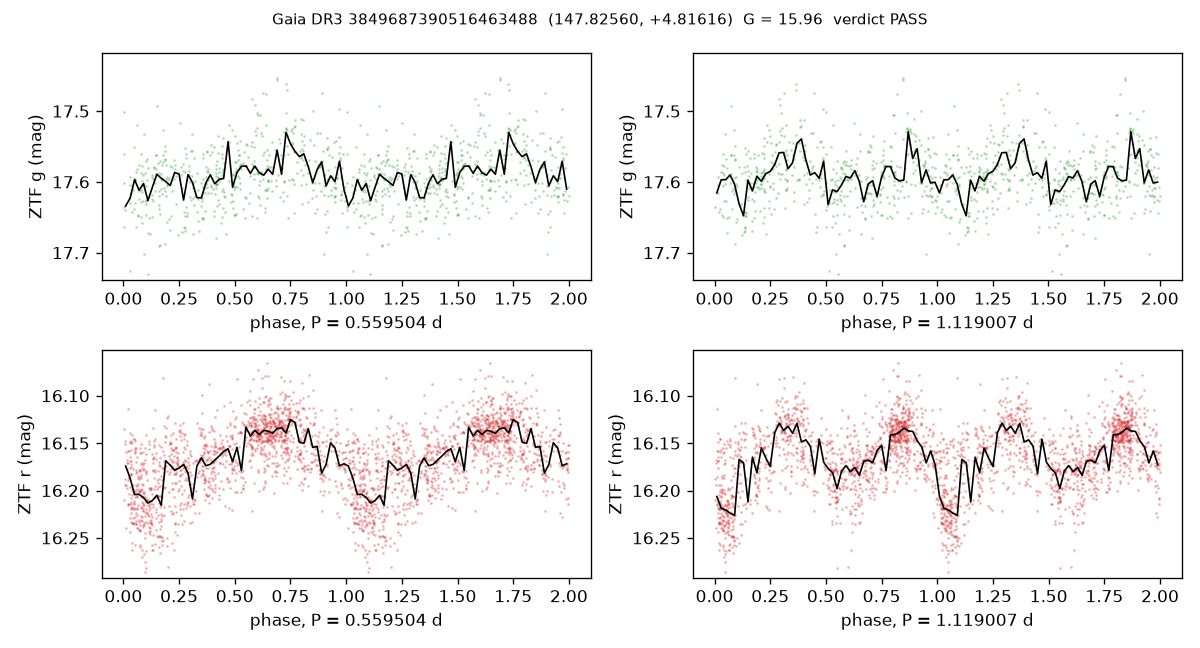 Gaia DR3 3849687390516463488 (147.82560, +4.81616) G = 15.96 verdict PASS
ZTF g (mag)
17.5
17.6
17.7
0.00 0.25 0.50 0.75 1.00 1.25 1.50 1.75 2.00
phase, P = 0.559504 d
ZTF g (mag)
17.5
17.6
17.7
0.00 0.25 0.50 0.75 1.00 1.25 1.50 1.75 2.00
phase, P = 1.119007 d
ZTF r (mag)
16.10
16.15
16.20
16.25
0.00 0.25 0.50 0.75 1.00 1.25 1.50 1.75 2.00
phase, P = 0.559504 d
ZTF r (mag)
16.10
16.15
16.20
16.25
0.00 0.25 0.50 0.75 1.00 1.25 1.50 1.75 2.00
phase, P = 1.119007 d